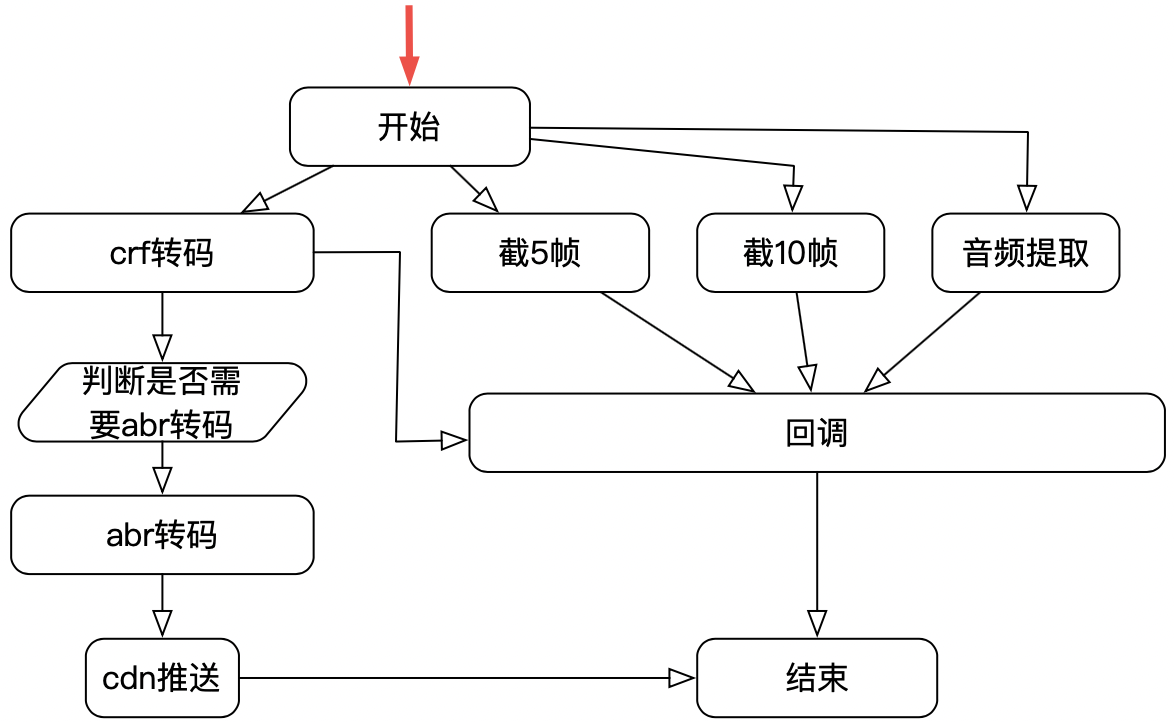 开始
crf转码
截5帧
截10帧
音频提取
判断是否需
要abr转码
回调
abr转码
cdn推送
结束